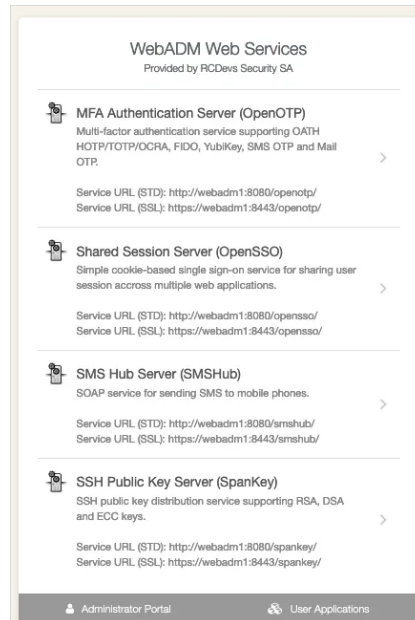 WebADM Web Services
Provided by RCDevs Security SA
MFA Authentication Server (OpenOTP)
Multi-factor authentication service supporting OATH
HOTP/TOTP/OCRA, FIDO, YubiKey, SMS OTP and Mail
OTP.
Service URL (STD): http://webadm1:8080/openotp/
Service URL (SSL): https://webadm1:8443/openotp/
Shared Session Server (OpenSSO)
Simple cookie-based single sign-on service for sharing user
session accross multiple web applications.
Service URL (STD): http://webadm1:8080/opensso/
Service URL (SSL): https://webadm1:8443/opensso/
SMS Hub Server (SMSHub)
SOAP service for sending SMS to mobile phones.
Service URL (STD): http://webadm1:8080/smshub/
Service URL (SSL): https://webadm1:8443/smshub/
SSH Public Key Server (SpanKey)
SSH public key distribution service supporting RSA, DSA
and ECC keys.
Service URL (STD): http://webadm1:8080/spankey/
Service URL (SSL): https://webadm1:8443/spankey/
Administrator Portal User Applications